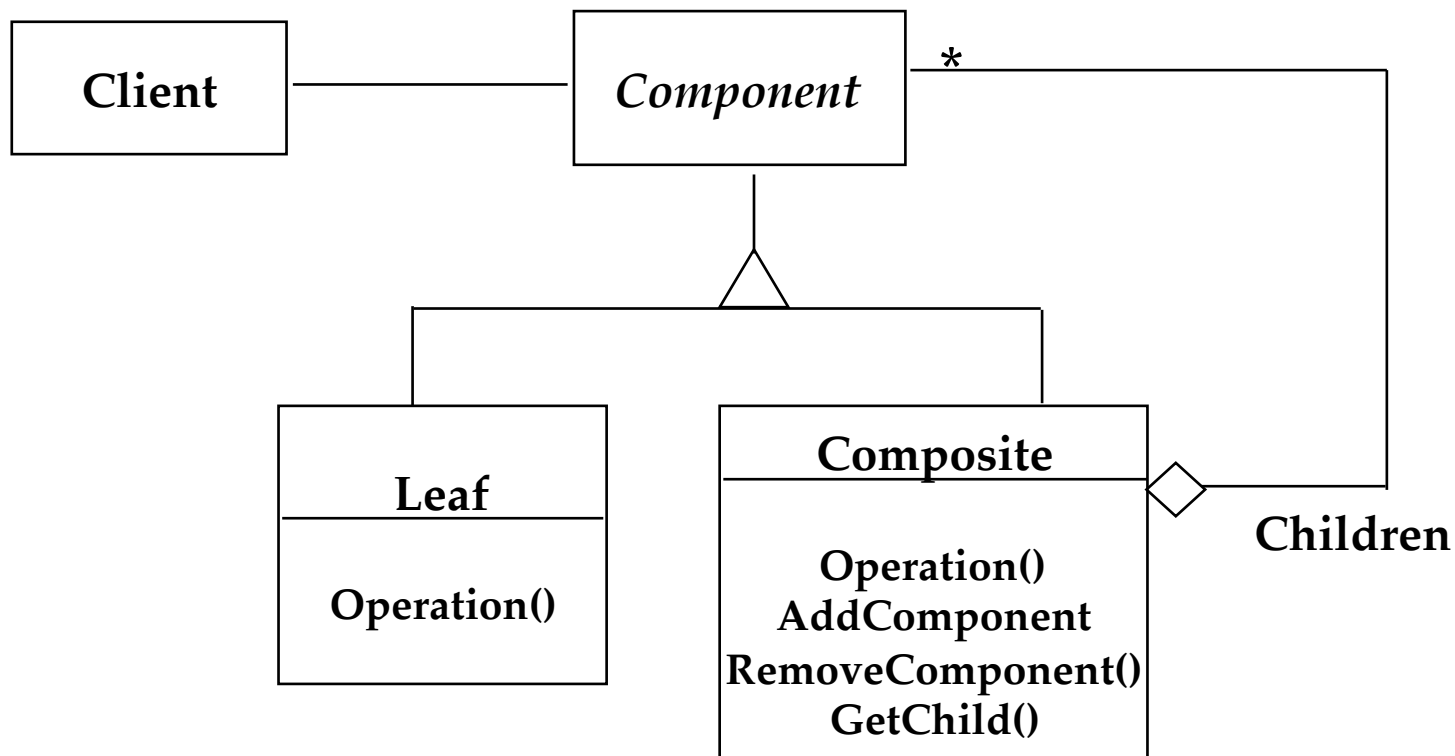 Client
Component
*
Leaf
Operation()
Composite
Operation()
AddComponent
RemoveComponent()
GetChild()
Children